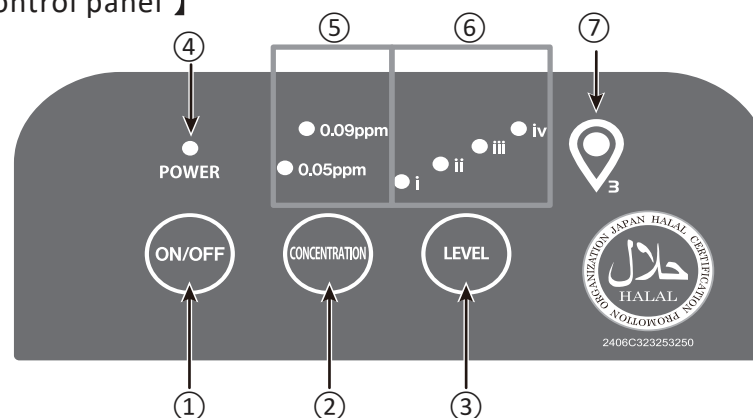 ontrol panel 】
④
⑤
⑥
⑦
POWER
0.09ppm
0.05ppm
i
ii
iii
iv
3
ON/OFF
CONCENTRATION
LEVEL
JAPAN HALAL CERTIFICATION PROMOTION ORGANIZATION
حلال
HALAL
2406C323253250
①
②
③